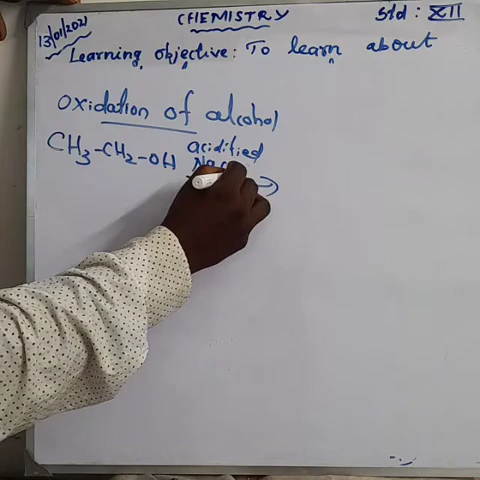 13/01/2021 CHEMISTRY Std : XII
Learning objective: To learn about
Oxidation of alcohol
CH3-CH2-OH acidified